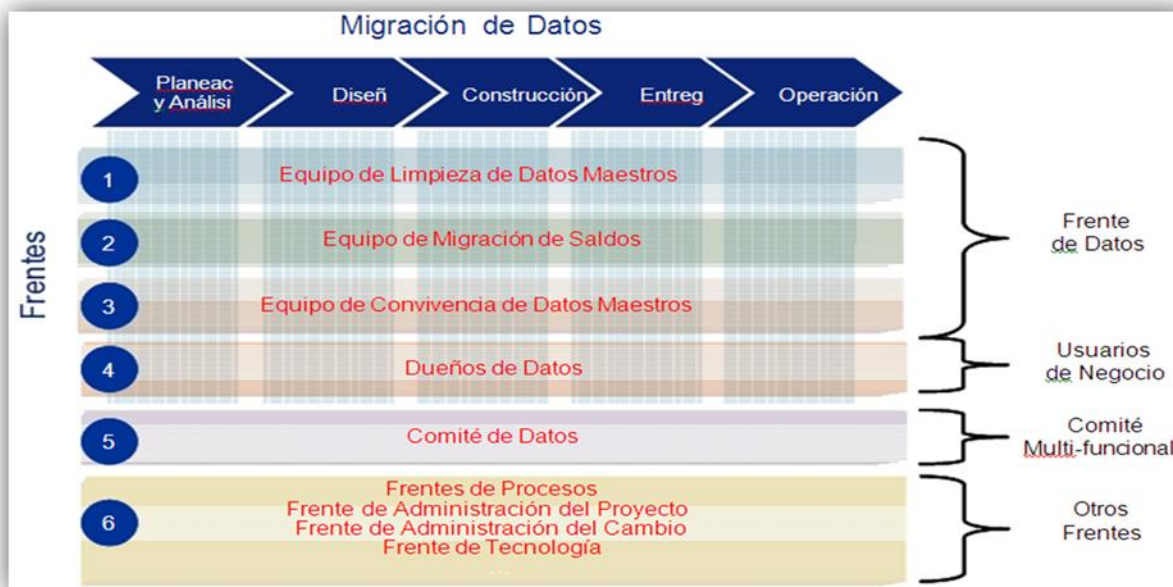 Migración de Datos
Planeac
y Análisi
Diseñ
Construcción
Entreg
Operación
Frentes
1
Equipo de Limpieza de Datos Maestros
2
Equipo de Migración de Saldos
3
Equipo de Convivencia de Datos Maestros
Frente
de Datos
4
Dueños de Datos
Usuarios
de Negocio
5
Comité de Datos
Comité
Multi-funcional
6
Frentes de Procesos
Frente de Administración del Proyecto
Frente de Administración del Cambio
Frente de Tecnología
...
Otros
Frentes